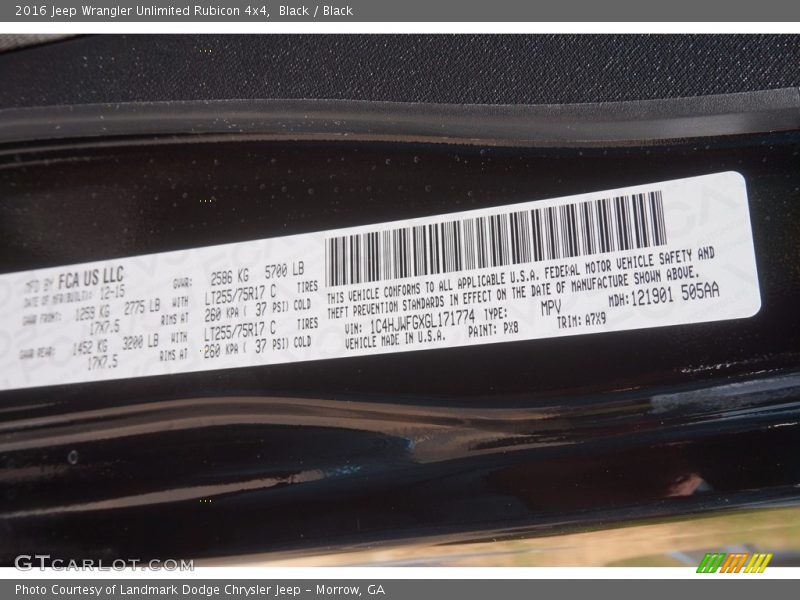 2016 Jeep Wrangler Unlimited Rubicon 4x4, Black / Black
MFD BY FCA US LLC
DATE OF MFR/BUILT: 12-15
GVWR: 2586 KG 5700 LB
GAWR FRONT: 1259 KG 2775 LB WITH LT255/75R17 C TIRES
17X7.5 RIMS AT 260 KPA ( 37 PSI) COLD
GAWR REAR: 1452 KG 3200 LB WITH LT255/75R17 C TIRES
17X7.5 RIMS AT 260 KPA ( 37 PSI) COLD
THIS VEHICLE CONFORMS TO ALL APPLICABLE U.S.A. FEDERAL MOTOR VEHICLE SAFETY AND
THEFT PREVENTION STANDARDS IN EFFECT ON THE DATE OF MANUFACTURE SHOWN ABOVE.
VIN: 1C4HJWFGXGL171774 TYPE: MPV MDH: 121901 505AA
VEHICLE MADE IN U.S.A. PAINT: PX8 TRIM: A7X9
GTCARLOT.COM
Photo Courtesy of Landmark Dodge Chrysler Jeep – Morrow, GA